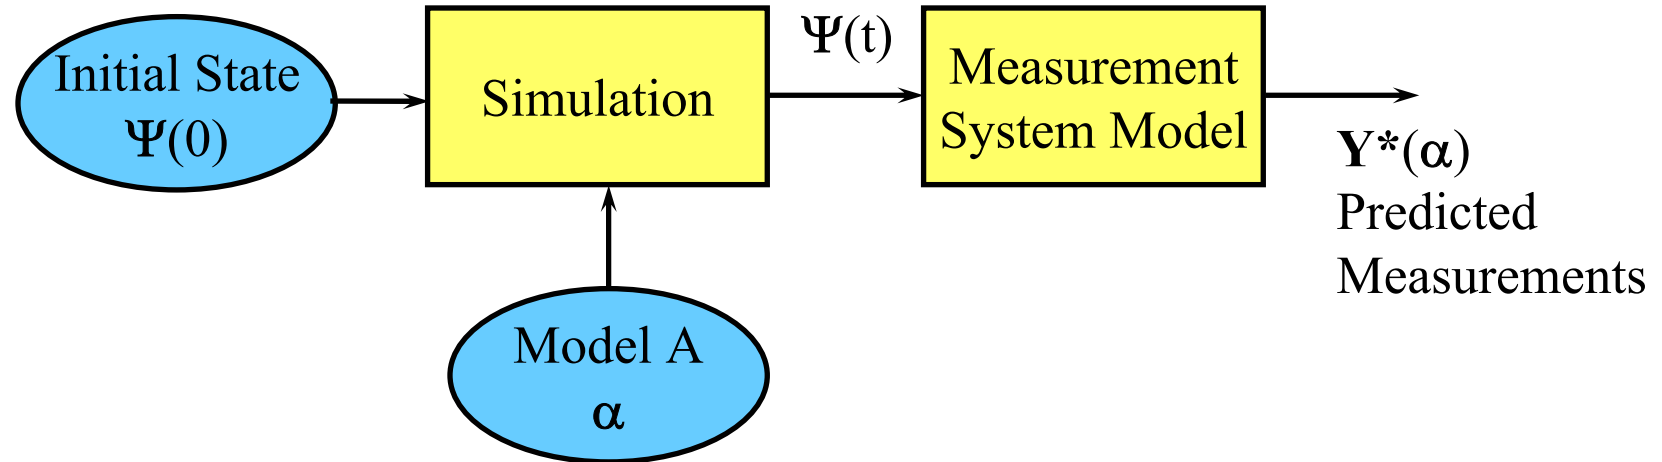 Initial State
Ψ(0)
Simulation
Ψ(t)
Measurement
System Model
Y*(α)
Predicted
Measurements
Model A
α